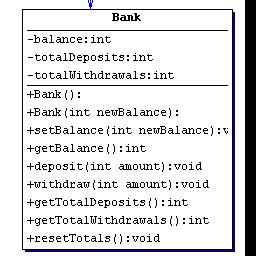 Bank
-balance:int
-totalDeposits:int
-totalWithdrawals:int
+Bank():
+Bank(int newBalance):
+setBalance(int newBalance):v
+getBalance():int
+deposit(int amount):void
+withdraw(int amount):void
+getTotalDeposits():int
+getTotalWithdrawals():int
+resetTotals():void